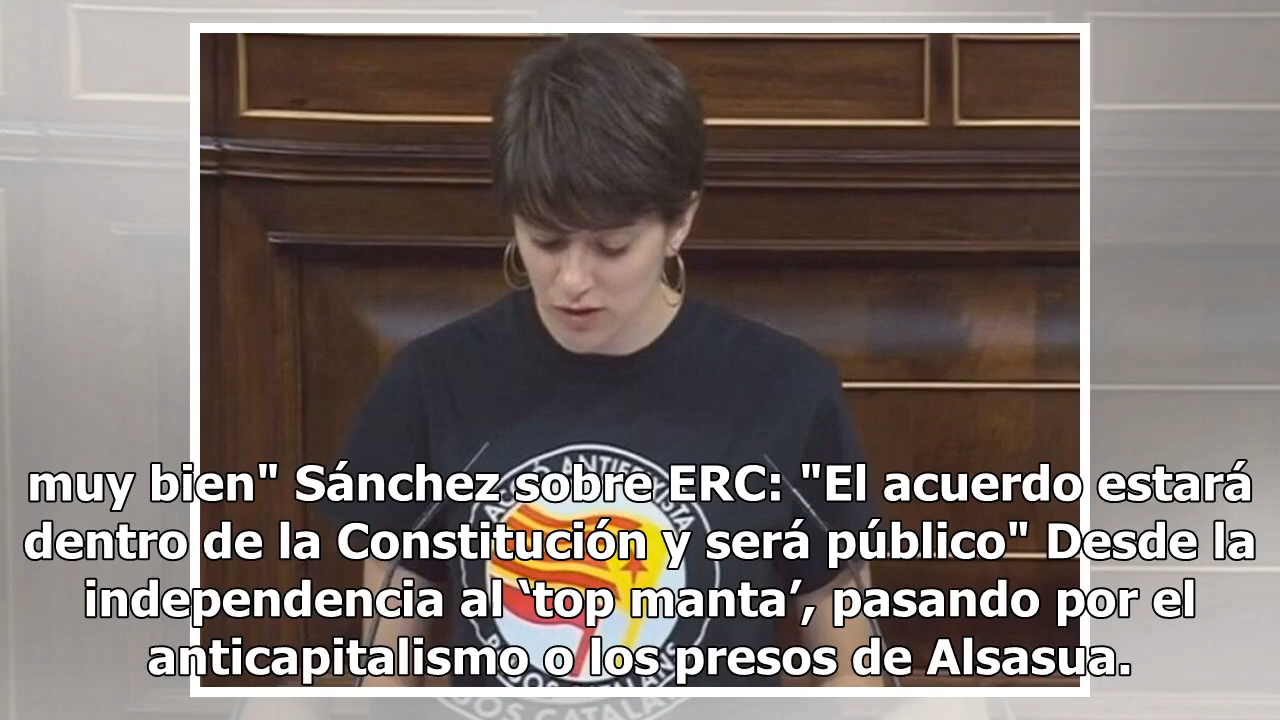 muy bien" Sánchez sobre ERC: "El acuerdo estará
dentro de la Constitución y será público" Desde la
independencia al ‘top manta’, pasando por el
anticapitalismo o los presos de Alsasua.